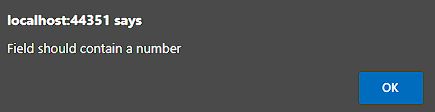 localhost:44351 says
Field should contain a number
OK